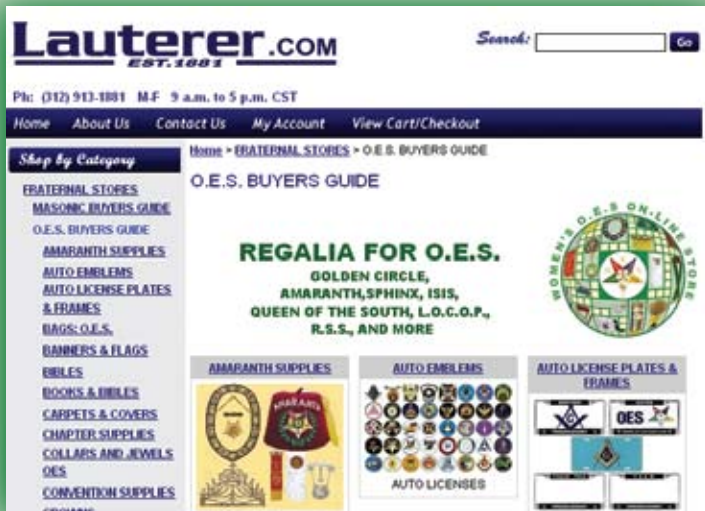 Lauterer.COM
EST.1881
Search:
Go
Ph: (312) 913-1881 M-F 9 a.m. to 5 p.m. CST
Home About Us Contact Us My Account View Cart/Checkout
Shop by Category
FRATERNAL STORES
MASONIC BUYERS GUIDE
O.E.S. BUYERS GUIDE
AMARANTH SUPPLIES
AUTO EMBLEMS
AUTO LICENSE PLATES
& FRAMES
BAGS: O.E.S.
BANNERS & FLAGS
BIBLES
BOOKS & BIBLES
CARPETS & COVERS
CHAPTER SUPPLIES
COLLARS AND JEWELS
OES
CONVENTION SUPPLIES
CROWNS
Home > FRATERNAL STORES > O.E.S. BUYERS GUIDE
O.E.S. BUYERS GUIDE
REGALIA FOR O.E.S.
GOLDEN CIRCLE,
AMARANTH,SPHINX, ISIS,
QUEEN OF THE SOUTH, L.O.C.O.P.,
R.S.S., AND MORE
WOMEN'S O.E.S ON-LINE STORE
AMARANTH SUPPLIES
AMARANTH
AUTO EMBLEMS
AUTO LICENSES
AUTO LICENSE PLATES &
FRAMES
OES